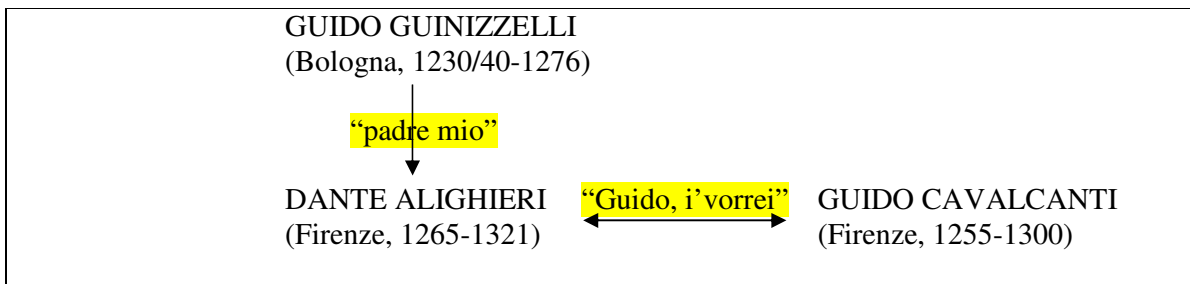 GUIDO GUINIZZELLI
(Bologna, 1230/40-1276)
“padre mio”
DANTE ALIGHIERI “Guido, i’vorrei” GUIDO CAVALCANTI
(Firenze, 1265-1321) (Firenze, 1255-1300)